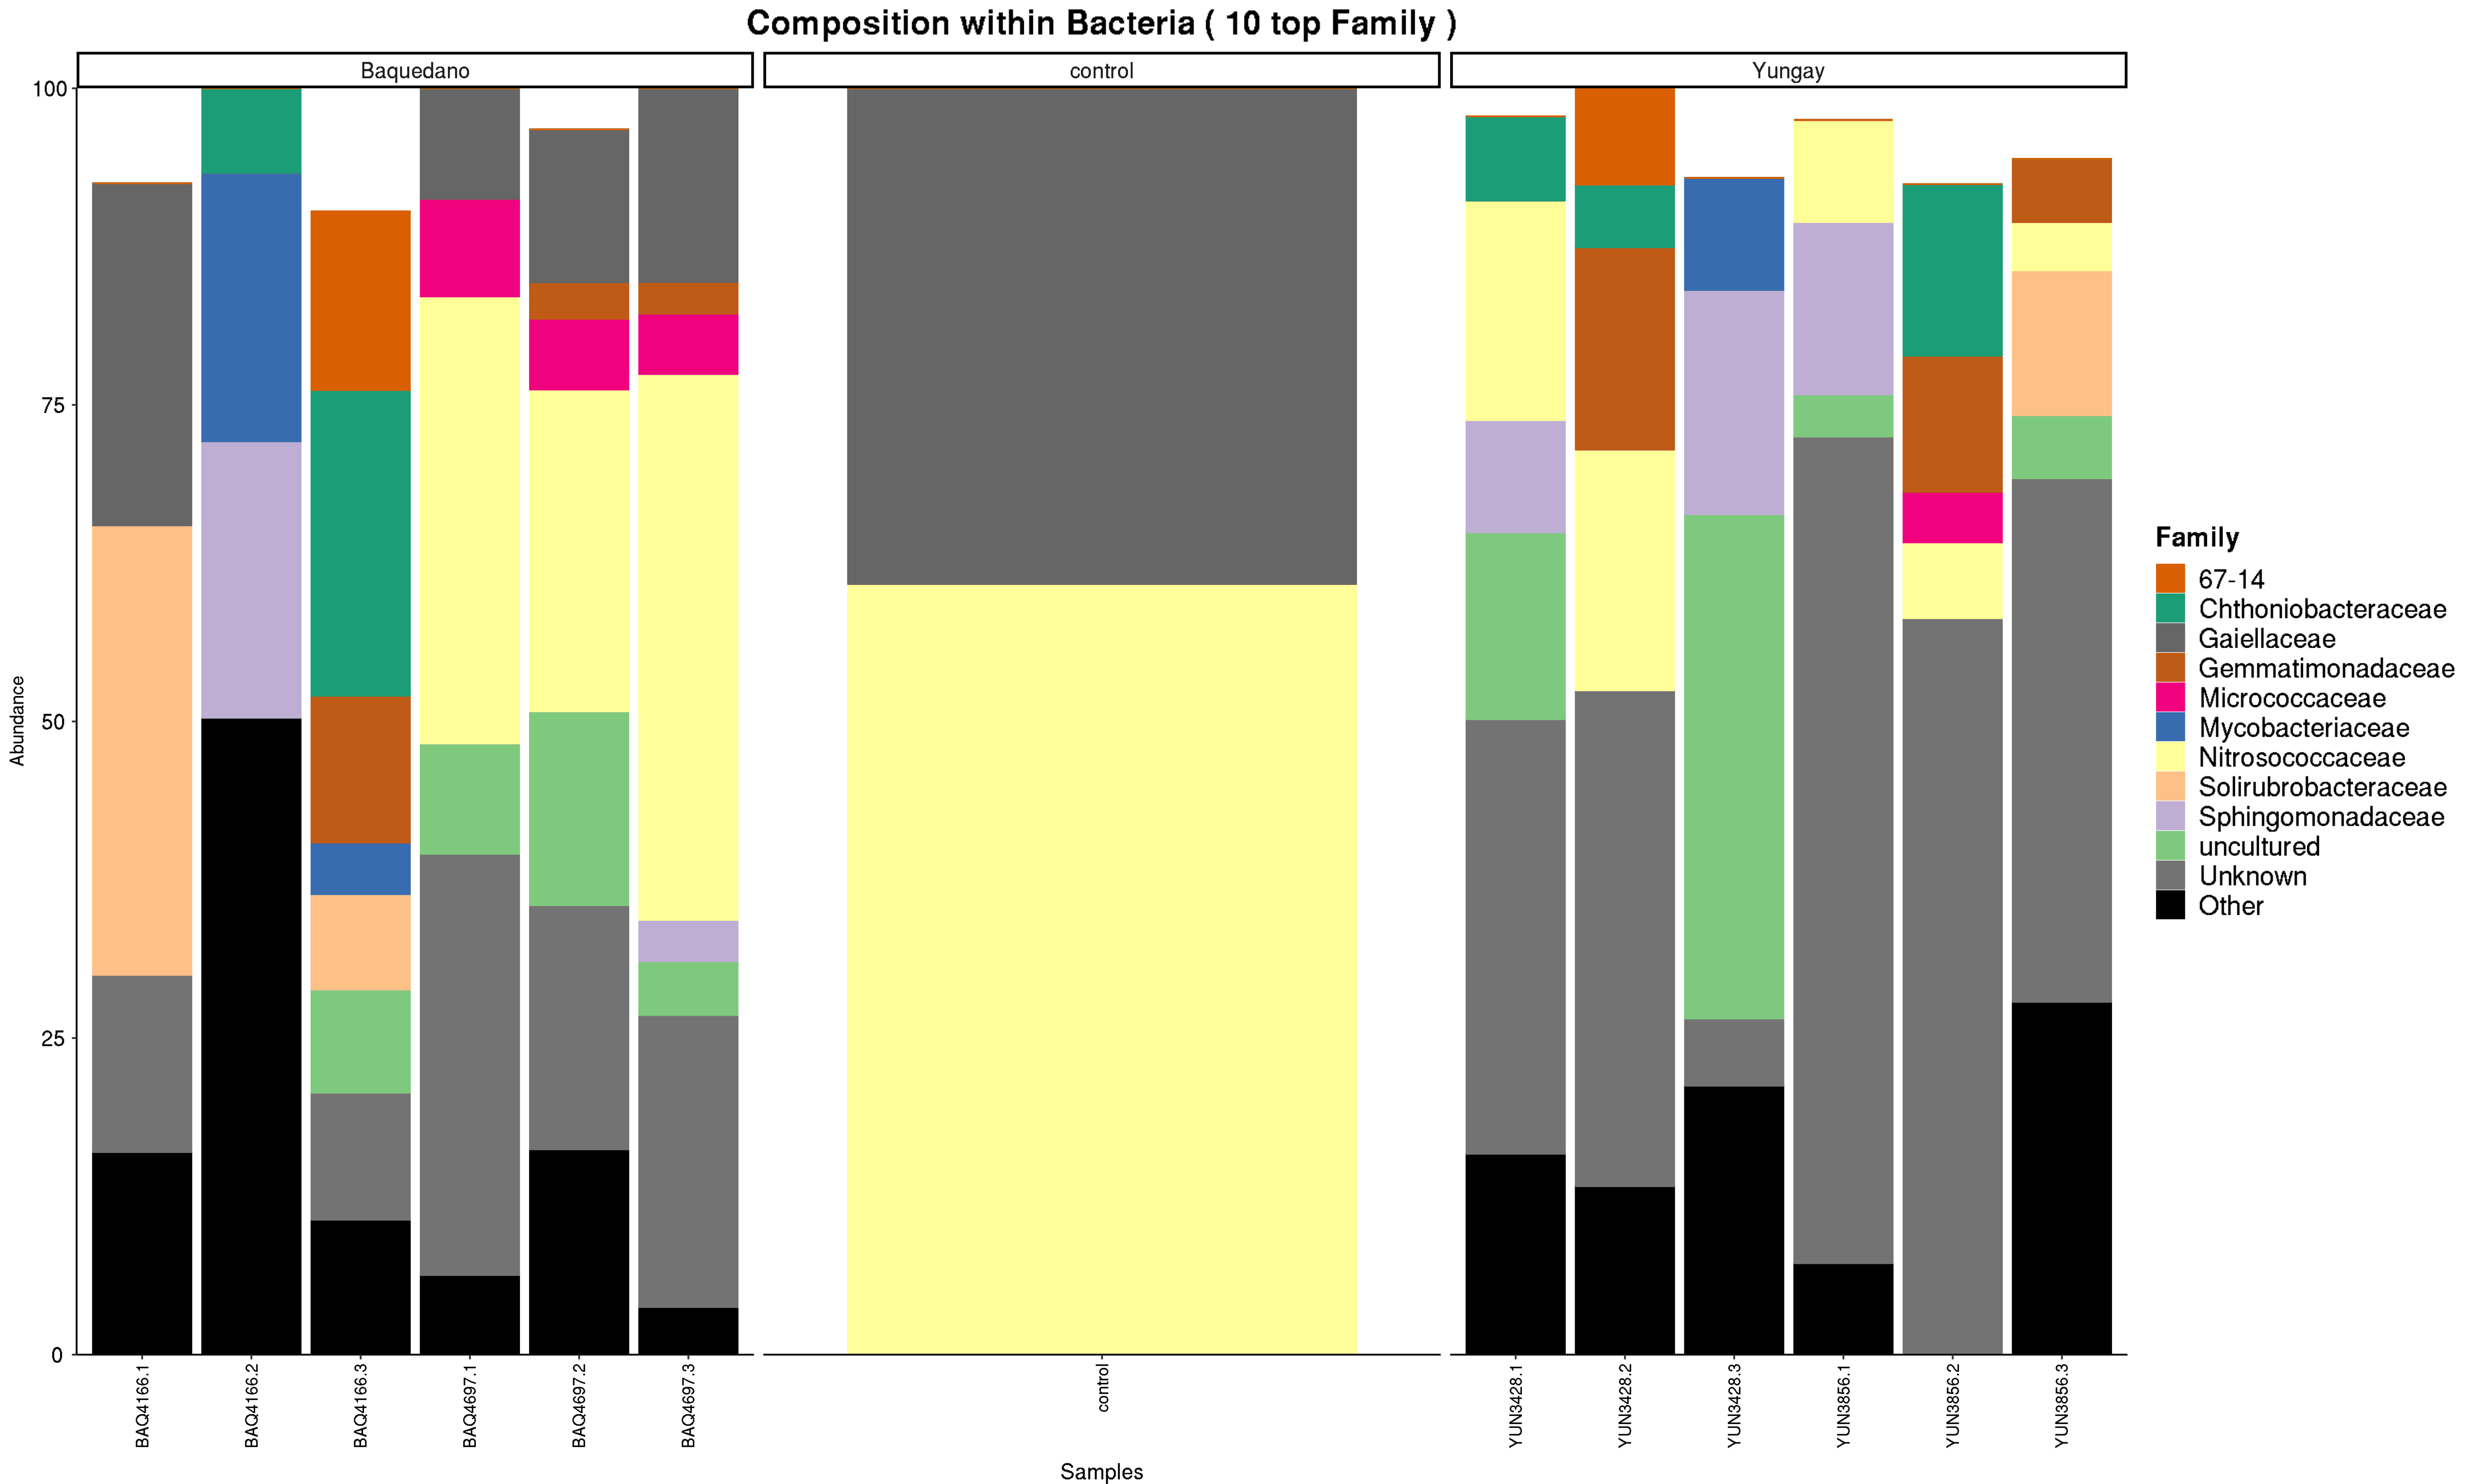 Composition within Bacteria ( 10 top Family )
Baquedano
control
Yungay
100
75
50
25
0
Abundance
BAQ4166.1
BAQ4166.2
BAQ4166.3
BAQ4697.1
BAQ4697.2
BAQ4697.3
control
YUN3428.1
YUN3428.2
YUN3428.3
YUN3856.1
YUN3856.2
YUN3856.3
Samples
Family
67-14
Chthoniobacteraceae
Gaiellaceae
Gemmatimonadaceae
Micrococcaceae
Mycobacteriaceae
Nitrosococcaceae
Solirubrobacteraceae
Sphingomonadaceae
uncultured
Unknown
Other